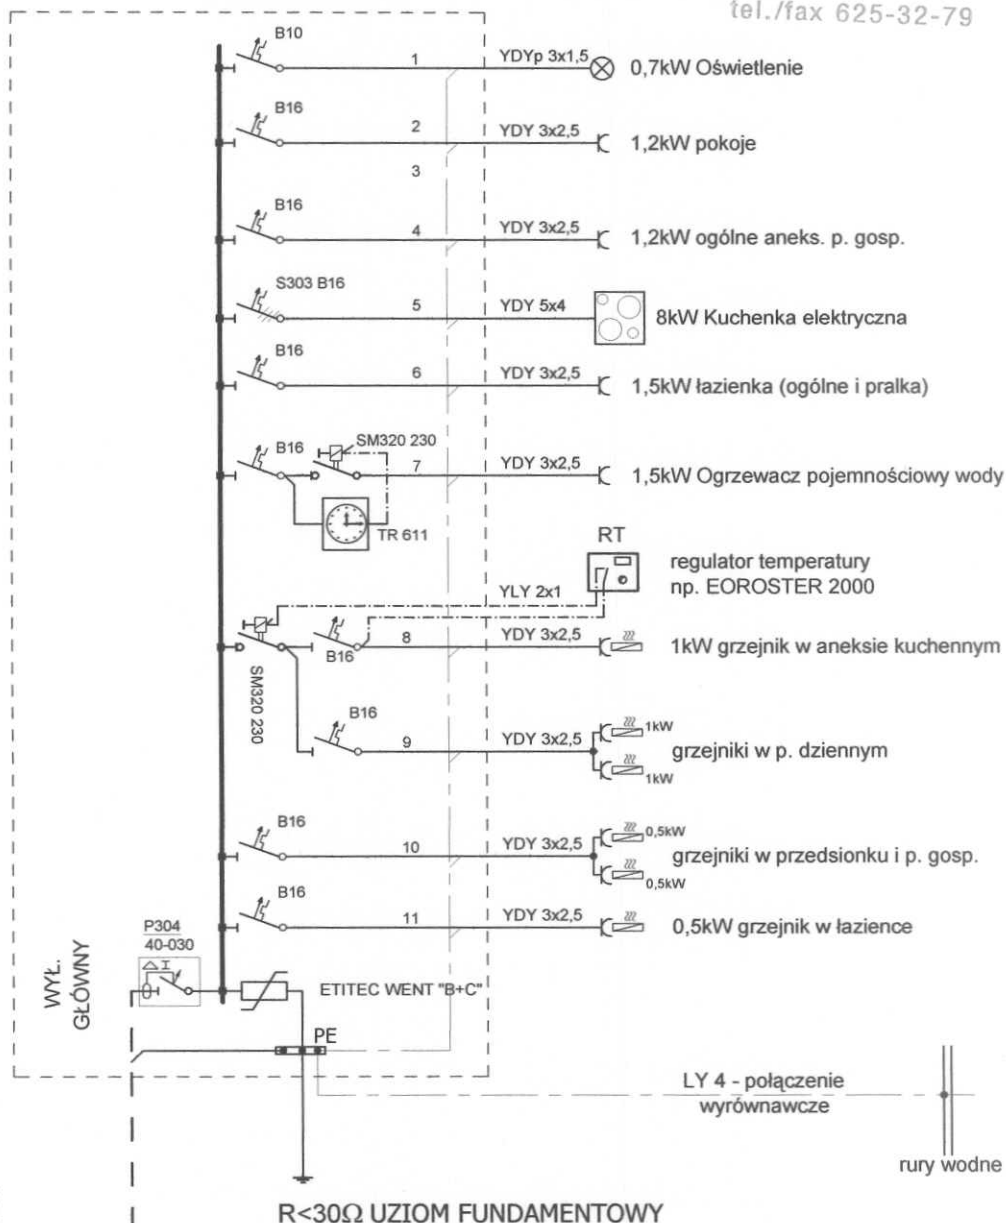 tel./fax 625-32-79
B10
1
YDYp 3x1,5
0,7kW Oświetlenie
B16
2
YDY 3x2,5
1,2kW pokoje
3
B16
4
YDY 3x2,5
1,2kW ogólne aneks. p. gosp.
S303 B16
5
YDY 5x4
8kW Kuchenka elektryczna
B16
6
YDY 3x2,5
1,5kW łazienka (ogólne i pralka)
B16
SM320 230
7
YDY 3x2,5
1,5kW Ogrzewacz pojemnościowy wody
TR 611
RT
regulator temperatury
np. EOROSTER 2000
YLY 2x1
B16
8
YDY 3x2,5
1kW grzejnik w aneksie kuchennym
SM320 230
B16
9
YDY 3x2,5
1kW
1kW
grzejniki w p. dziennym
B16
10
YDY 3x2,5
0,5kW
0,5kW
grzejniki w przedsionku i p. gosp.
B16
11
YDY 3x2,5
0,5kW grzejnik w łazience
WYŁ.
GŁÓWNY
P304
40-030
Δ I
ETITEC WENT "B+C"
PE
LY 4 - połączenie
wyrównawcze
rury wodne
R<30Ω UZIOM FUNDAMENTOWY